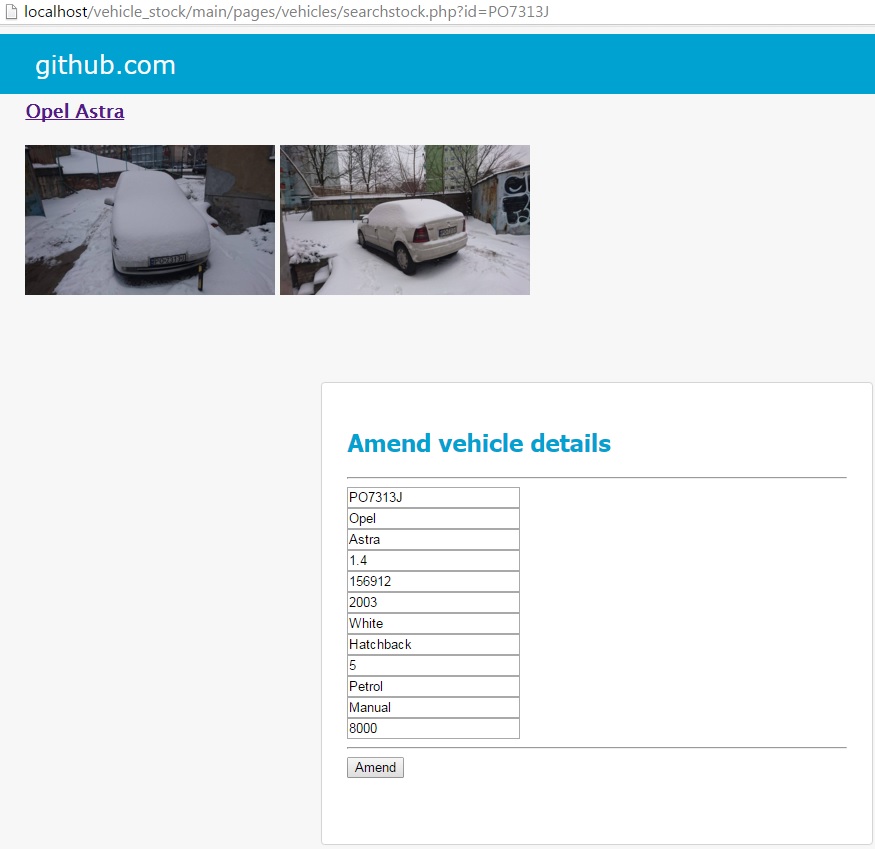 localhost/vehicle_stock/main/pages/vehicles/searchstock.php?id=PO7313J
github.com
Opel Astra
Amend vehicle details
PO7313J
Opel
Astra
1.4
156912
2003
White
Hatchback
5
Petrol
Manual
8000
Amend